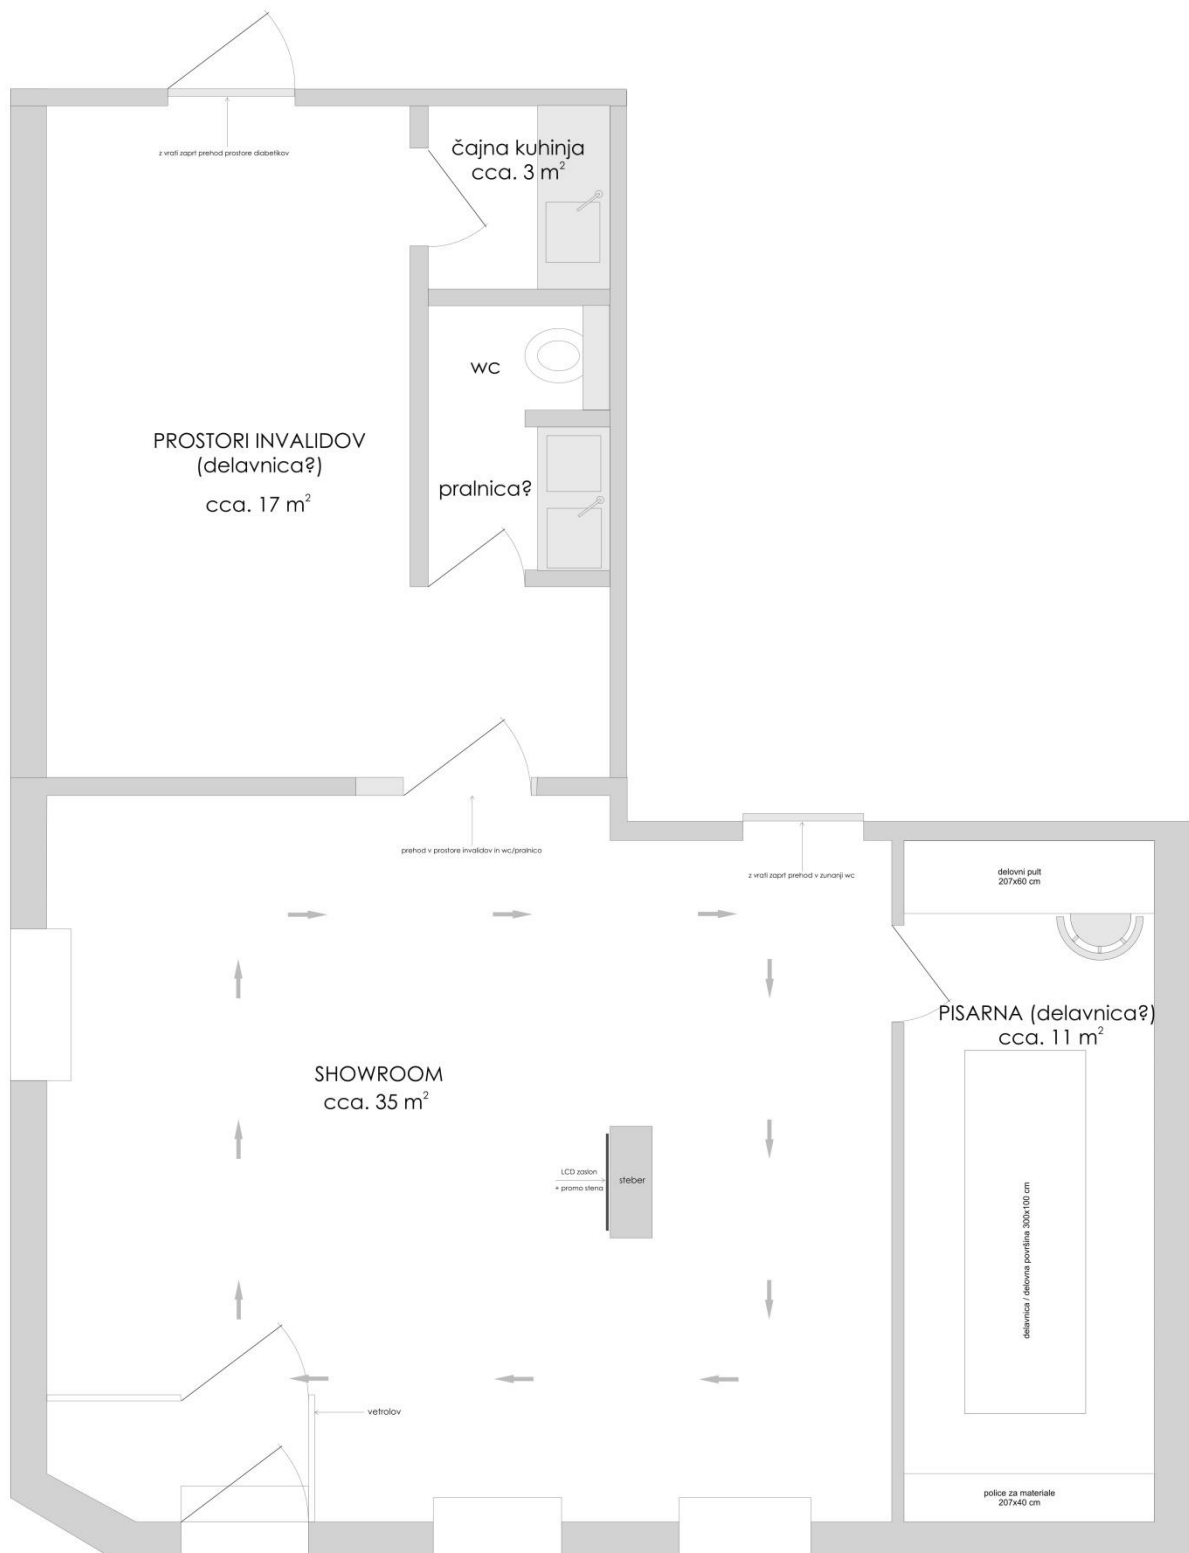 z vrati zaprt prehod prostore diabetikov
čajna kuhinja
cca. 3 m²
wc
PROSTORI INVALIDOV
(delavnica?)
cca. 17 m²
pralnica?
prehod v prostore invalidov in wc/pralnico
z vrati zaprt prehod v zunanji wc
delovni pult
207x60 cm
PISARNA (delavnica?)
cca. 11 m²
SHOWROOM
cca. 35 m²
LCD zaslon
+ promo stena
steber
delavnica / delovna površina 300x100 cm
vetrolov
police za materiale
207x40 cm